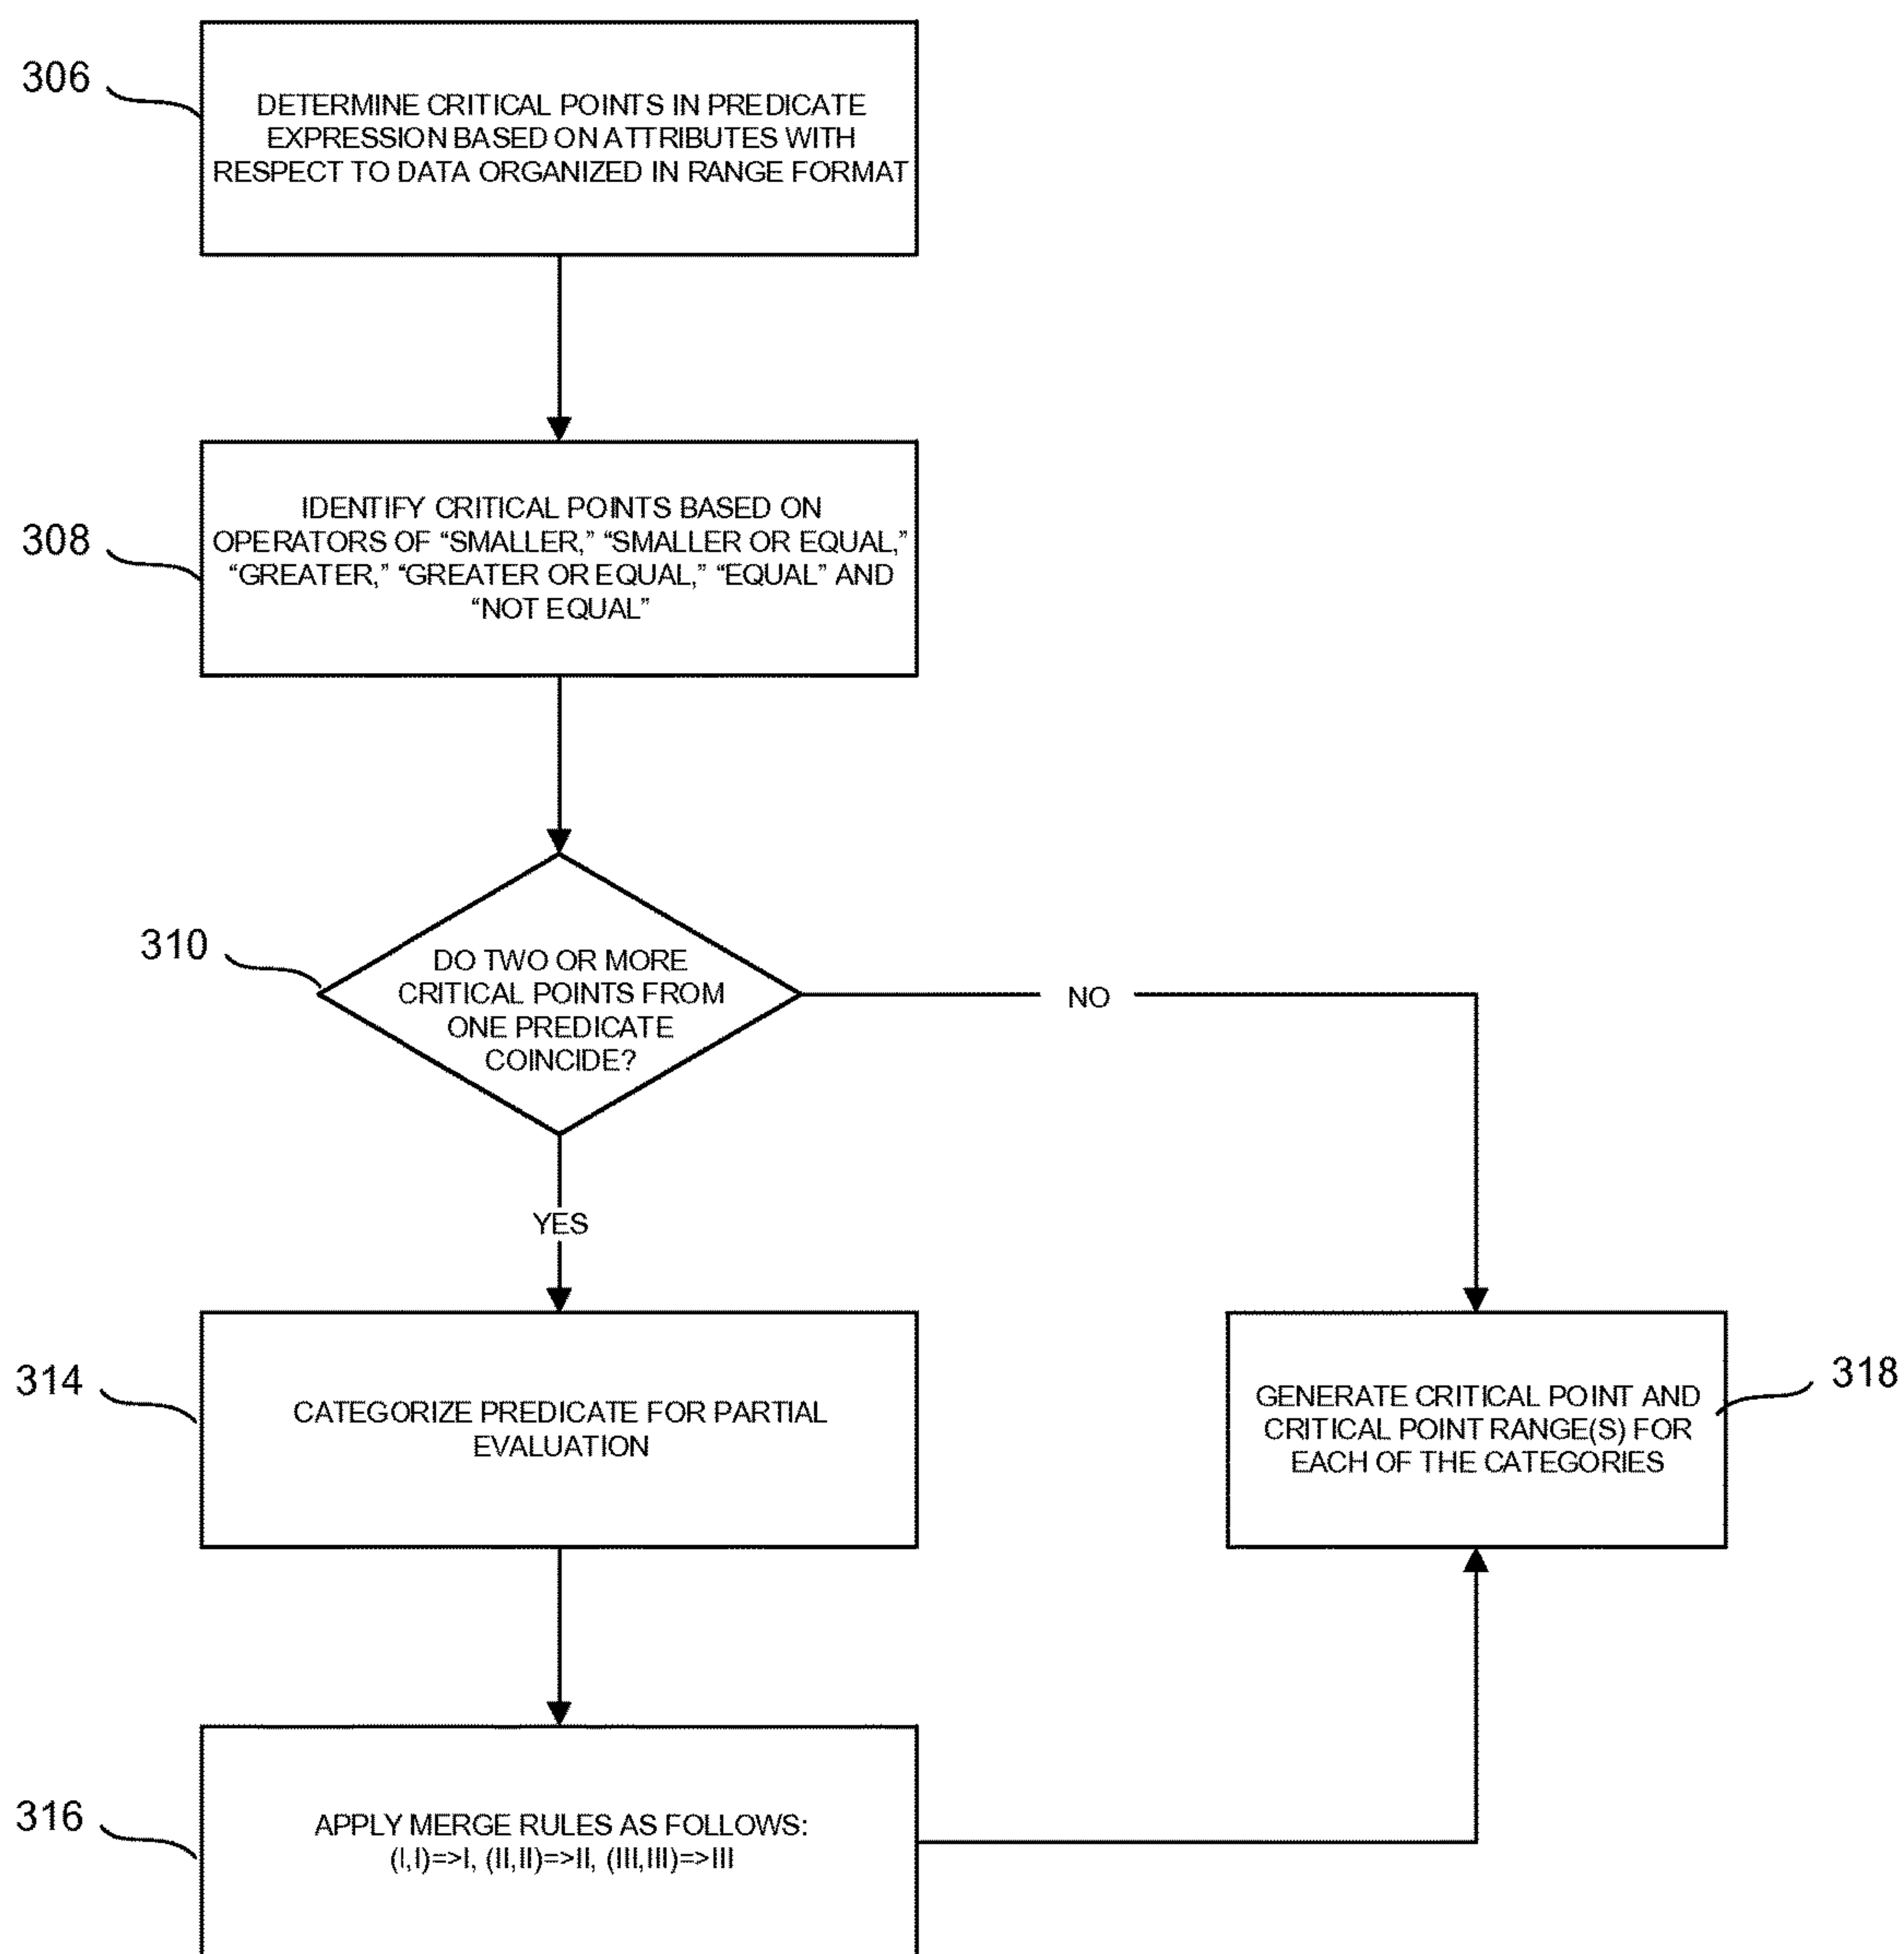 306
DETERMINE CRITICAL POINTS IN PREDICATE
EXPRESSION BASED ON ATTRIBUTES WITH
RESPECT TO DATA ORGANIZED IN RANGE FORMAT
308
IDENTIFY CRITICAL POINTS BASED ON
OPERATORS OF “SMALLER,” “SMALLER OR EQUAL,”
“GREATER,” “GREATER OR EQUAL,” “EQUAL” AND
“NOT EQUAL”
310
DO TWO OR MORE
CRITICAL POINTS FROM
ONE PREDICATE
COINCIDE?
NO
YES
314
CATEGORIZE PREDICATE FOR PARTIAL
EVALUATION
318
GENERATE CRITICAL POINT AND
CRITICAL POINT RANGE(S) FOR
EACH OF THE CATEGORIES
316
APPLY MERGE RULES AS FOLLOWS:
(I,I)=>I, (II,II)=>II, (III,III)=>III